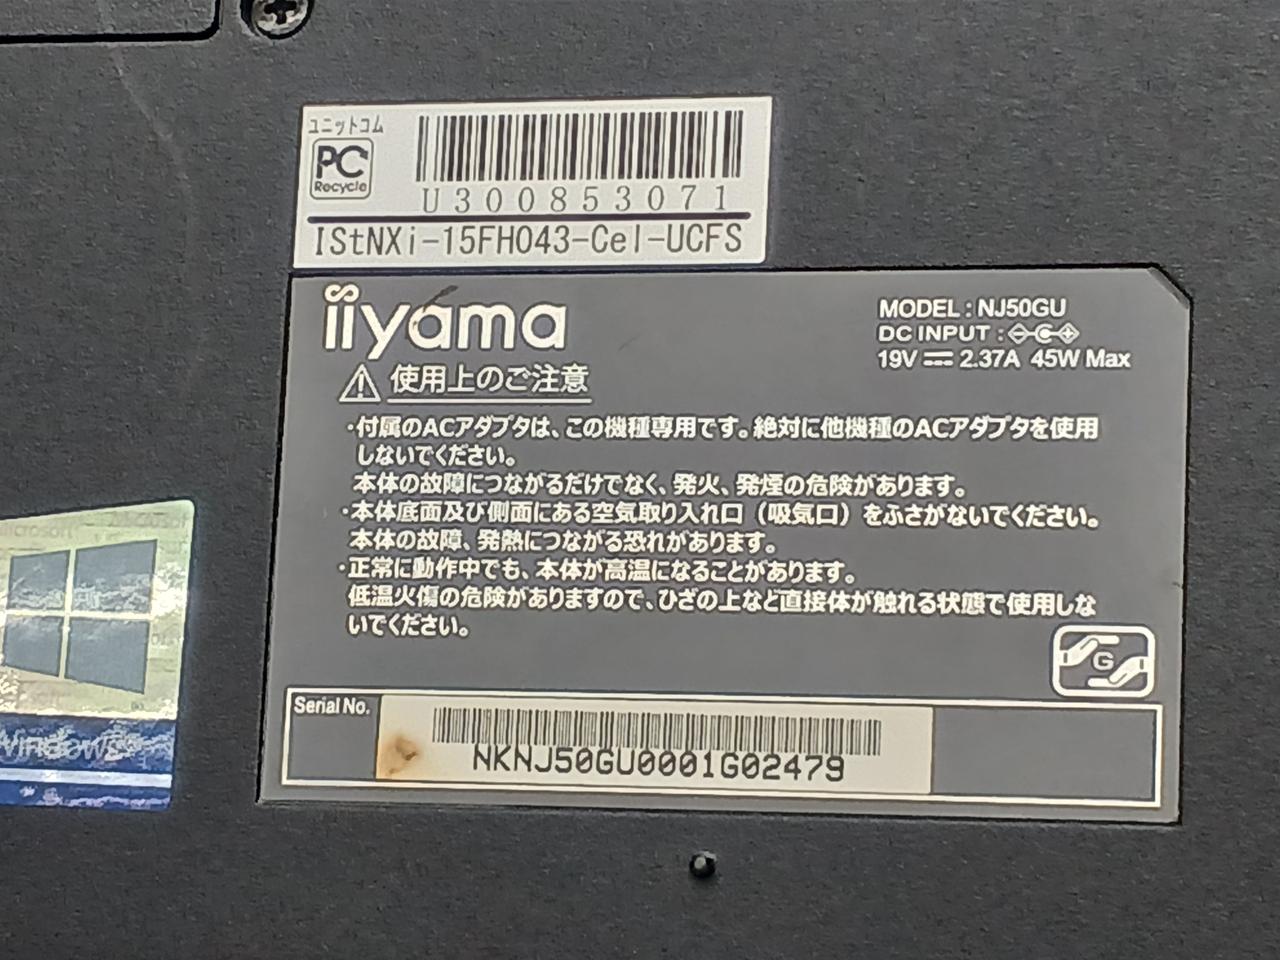 ユニットコム
PC
Recycle
U300853071
IStNXi-15FH043-Cel-UCFS
iiyama
MODEL : NJ50GU
DC INPUT :
19V 2.37A 45W Max
使用上のご注意
・付属のACアダプタは、この機種専用です。絶対に他機種のACアダプタを使用
しないでください。
本体の故障につながるだけでなく、発火、発煙の危険があります。
・本体底面及び側面にある空気取り入れ口（吸気口）をふさがないでください。
本体の故障、発熱につながる恐れがあります。
・正常に動作中でも、本体が高温になることがあります。
低温火傷の危険がありますので、ひざの上など直接体が触れる状態で使用しな
いでください。
G
Serial No.
NKNJ50GU0001G02479
Microsoft
Windows